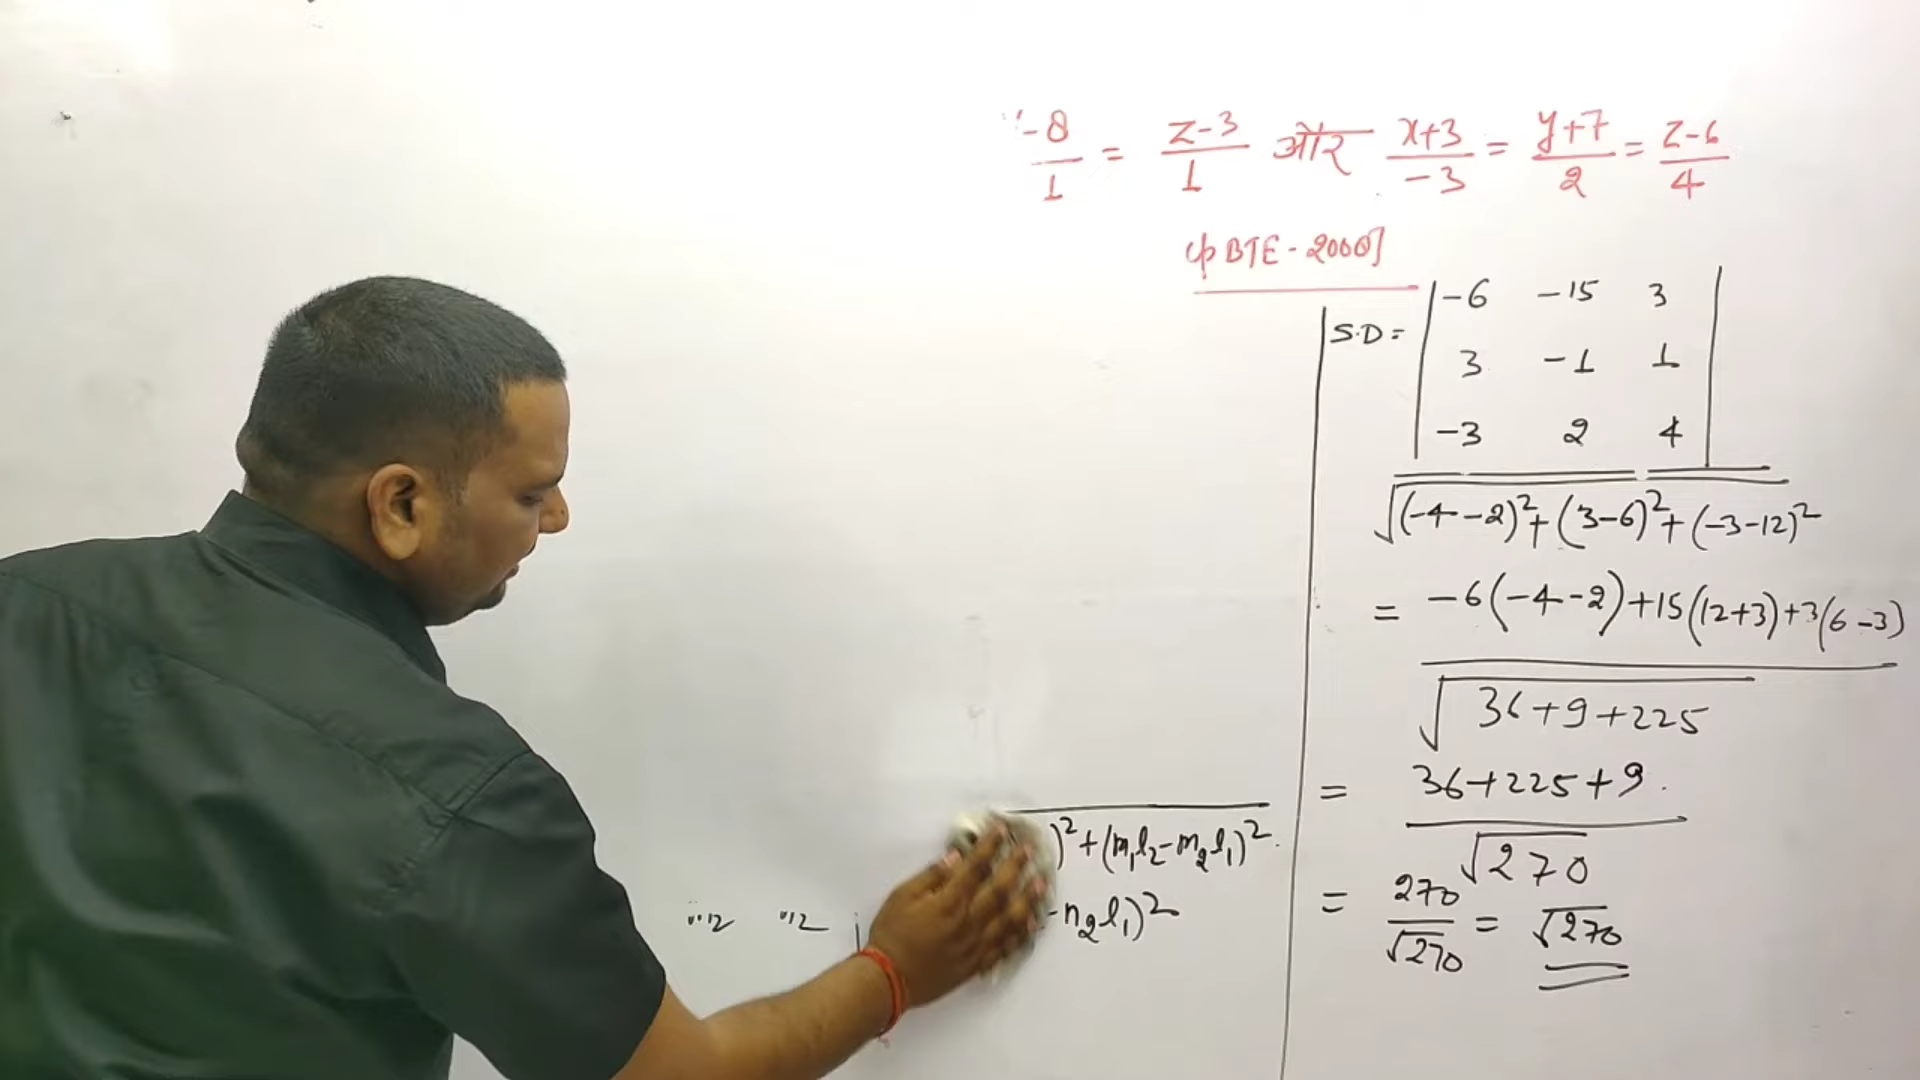 -8/1 = z-3/1 और x+3/-3 = y+7/2 = z-6/4
BTE - 2000]
S.D = | -6 -15 3 |
3 -1 1
-3 2 4
√(-4-2)²+(3-6)²+(-3-12)²
= -6(-4-2)+15(12+3)+3(6-3)
√36+9+225
= 36+225+9
√270
= 270/√270 = √270
)²+(m₁l₂-m₂l₁)²
-n₂l₁)²